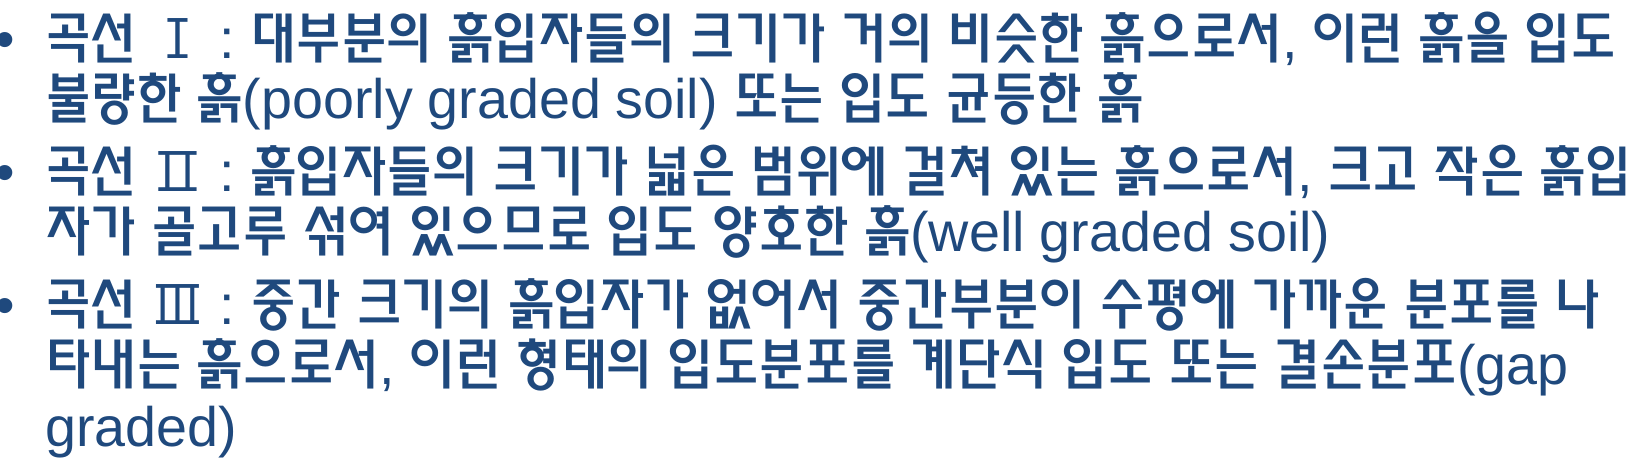 • 곡선 Ⅰ : 대부분의 흙입자들의 크기가 거의 비슷한 흙으로서, 이런 흙을 입도
불량한 흙(poorly graded soil) 또는 입도 균등한 흙
• 곡선 Ⅱ : 흙입자들의 크기가 넓은 범위에 걸쳐 있는 흙으로서, 크고 작은 흙입
자가 골고루 섞여 있으므로 입도 양호한 흙(well graded soil)
• 곡선 Ⅲ : 중간 크기의 흙입자가 없어서 중간부분이 수평에 가까운 분포를 나
타내는 흙으로서, 이런 형태의 입도분포를 계단식 입도 또는 결손분포(gap
graded)